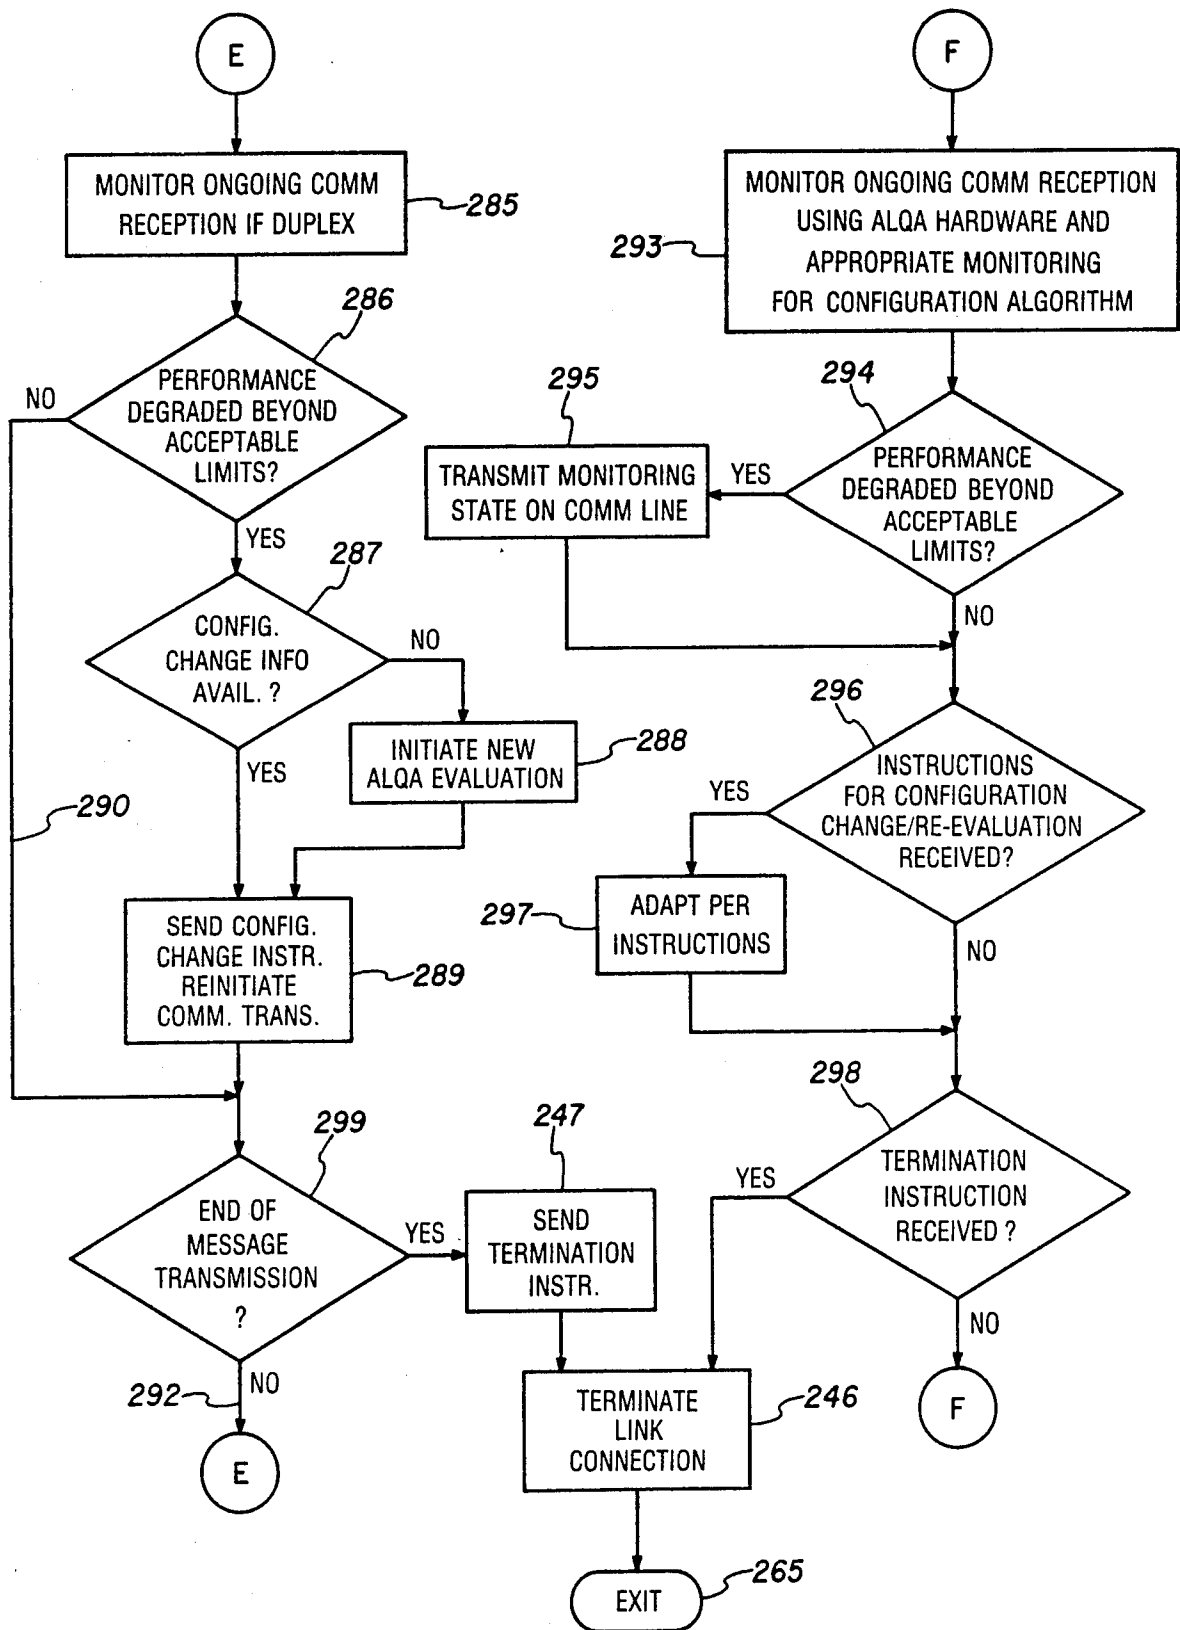 E
MONITOR ONGOING COMM
RECEPTION IF DUPLEX
285
286
PERFORMANCE
DEGRADED BEYOND
ACCEPTABLE
LIMITS?
NO
YES
287
CONFIG.
CHANGE INFO
AVAIL. ?
NO
YES
INITIATE NEW
ALQA EVALUATION
288
290
SEND CONFIG.
CHANGE INSTR.
REINITIATE
COMM. TRANS.
289
299
END OF
MESSAGE
TRANSMISSION
?
YES
247
SEND
TERMINATION
INSTR.
NO
292
E
F
MONITOR ONGOING COMM RECEPTION
USING ALQA HARDWARE AND
APPROPRIATE MONITORING
FOR CONFIGURATION ALGORITHM
293
294
PERFORMANCE
DEGRADED BEYOND
ACCEPTABLE
LIMITS?
YES
295
TRANSMIT MONITORING
STATE ON COMM LINE
NO
296
INSTRUCTIONS
FOR CONFIGURATION
CHANGE/RE-EVALUATION
RECEIVED?
YES
297
ADAPT PER
INSTRUCTIONS
NO
298
TERMINATION
INSTRUCTION
RECEIVED ?
YES
NO
F
TERMINATE
LINK
CONNECTION
246
EXIT
265